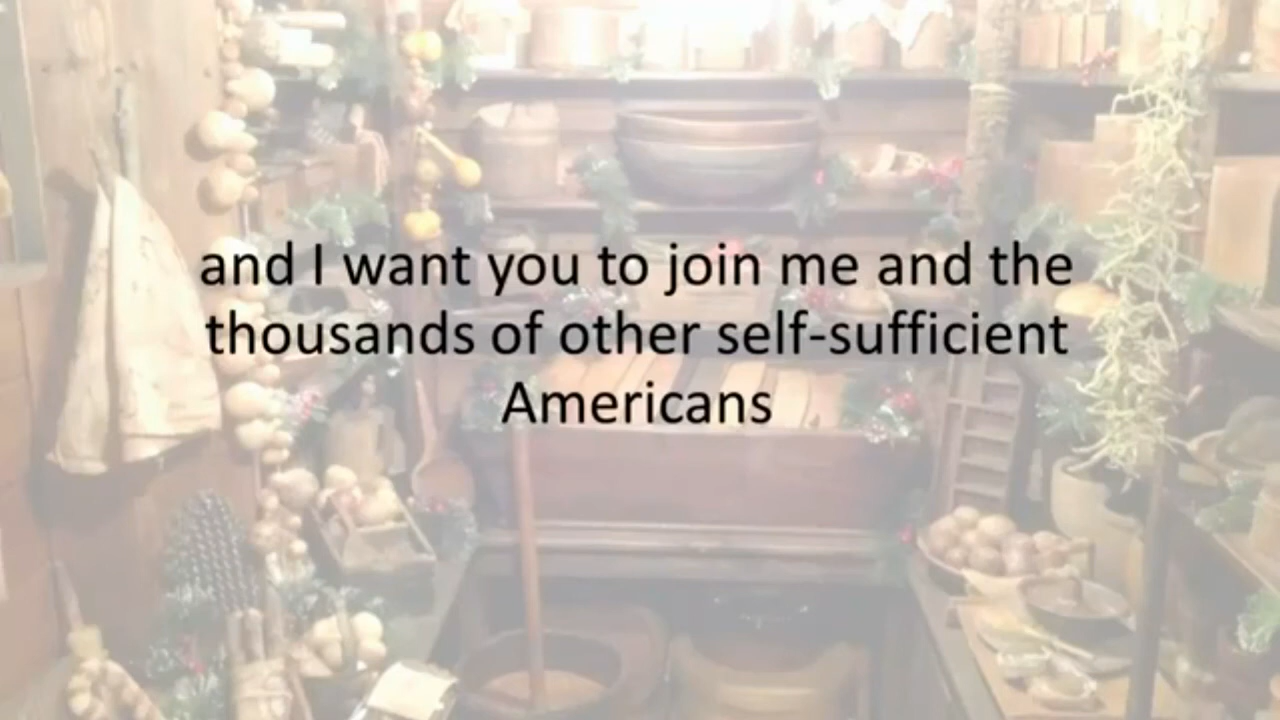 and I want you to join me and the
thousands of other self-sufficient
Americans